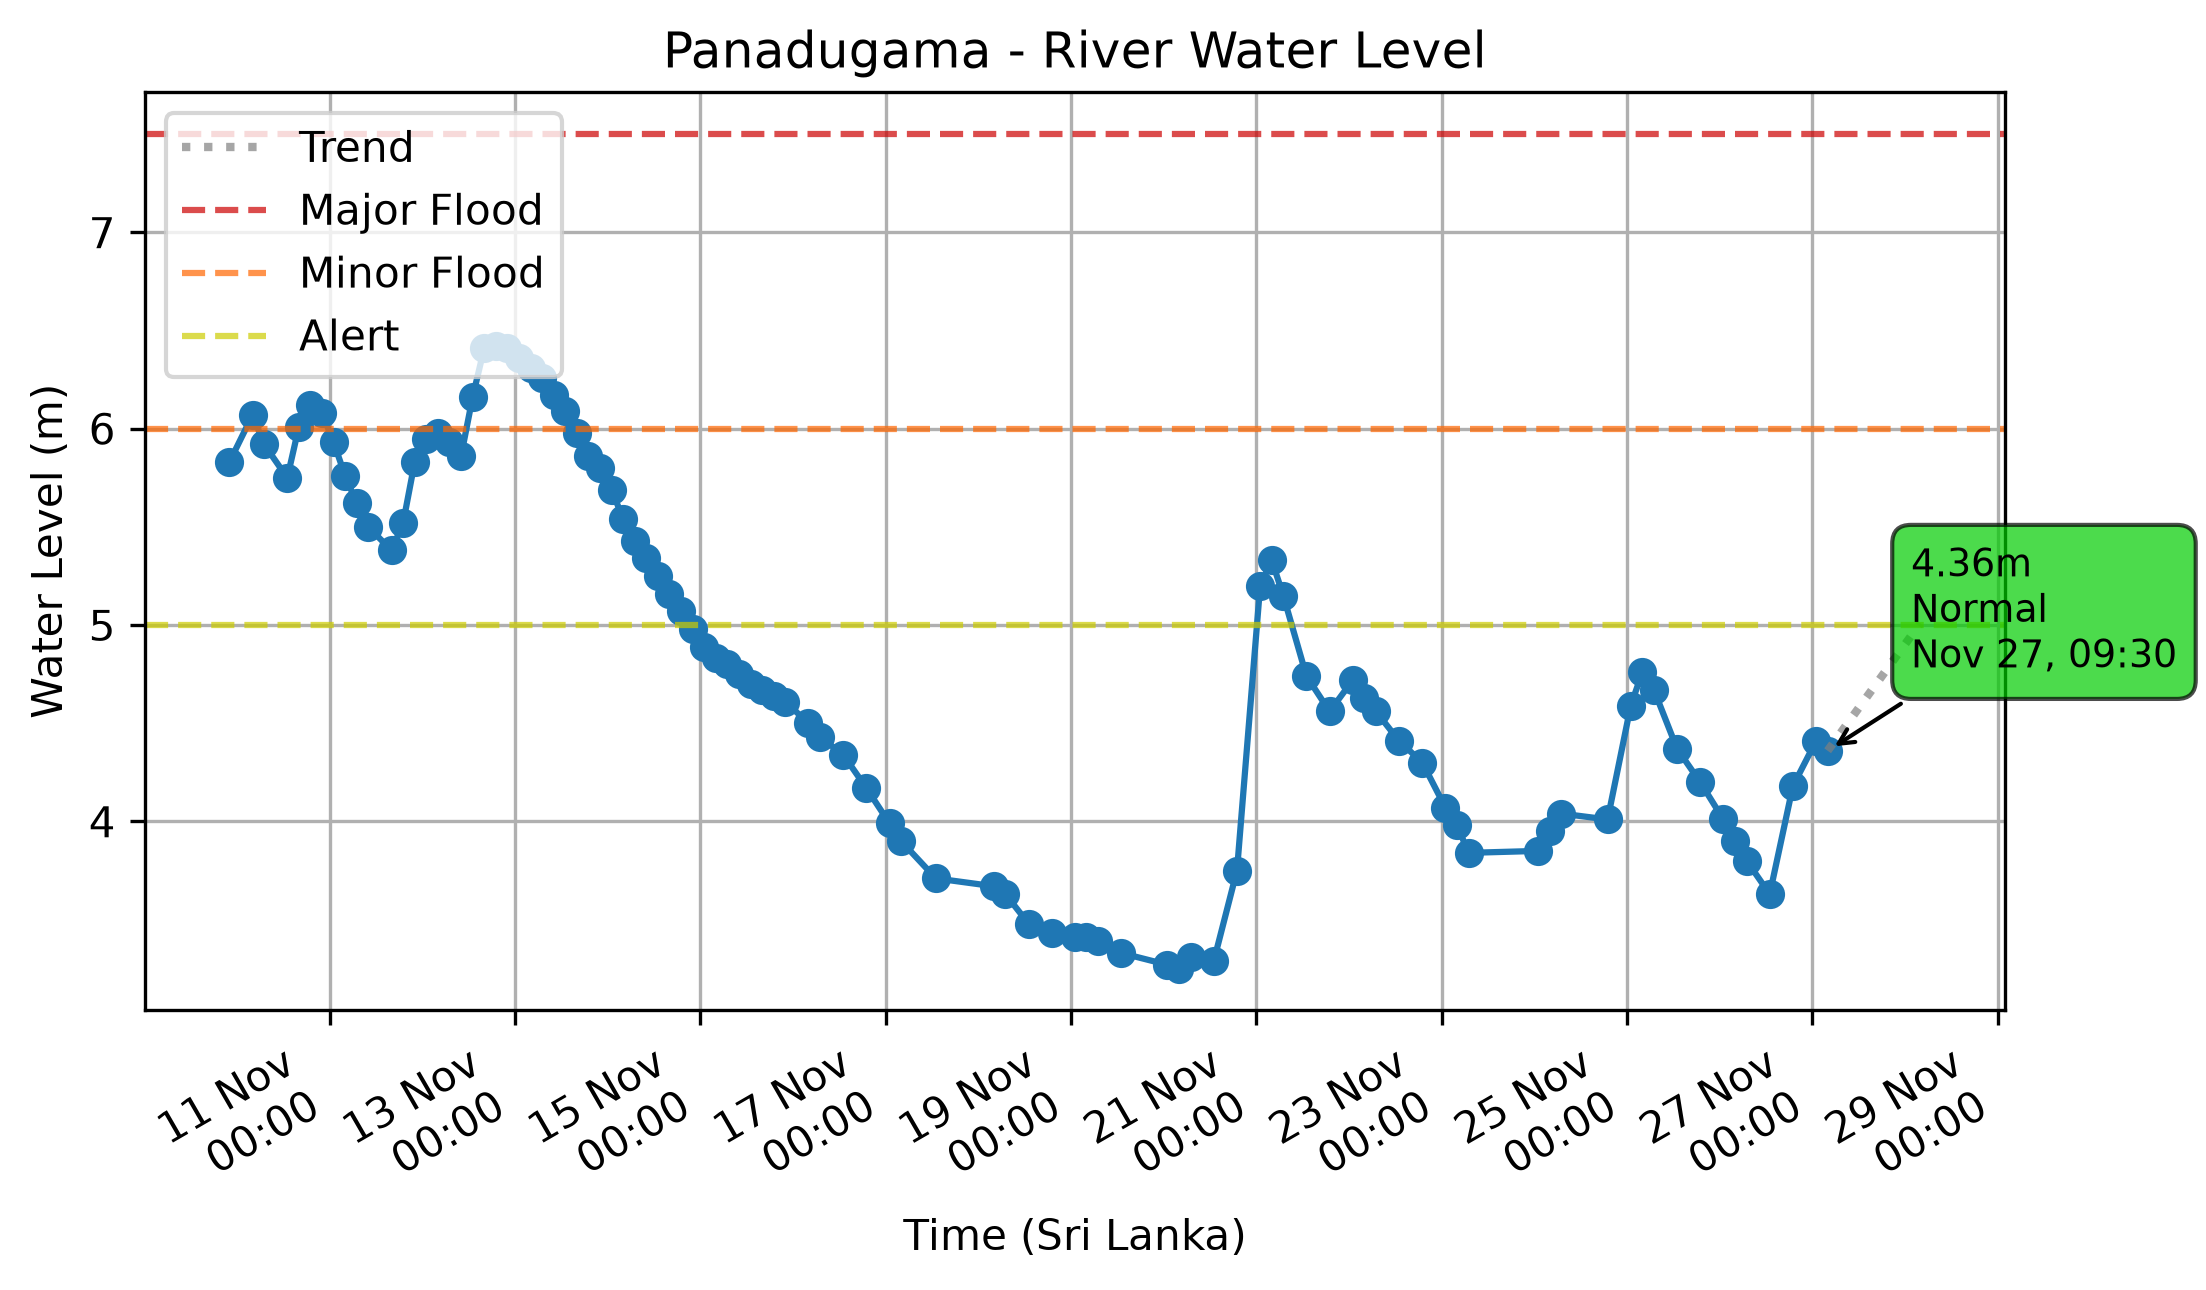 Panadugama - River Water Level
Trend
Major Flood
Minor Flood
Alert
7
6
5
4
Water Level (m)
4.36m
Normal
Nov 27, 09:30
11 Nov
00:00
13 Nov
00:00
15 Nov
00:00
17 Nov
00:00
19 Nov
00:00
21 Nov
00:00
23 Nov
00:00
25 Nov
00:00
27 Nov
00:00
29 Nov
00:00
Time (Sri Lanka)